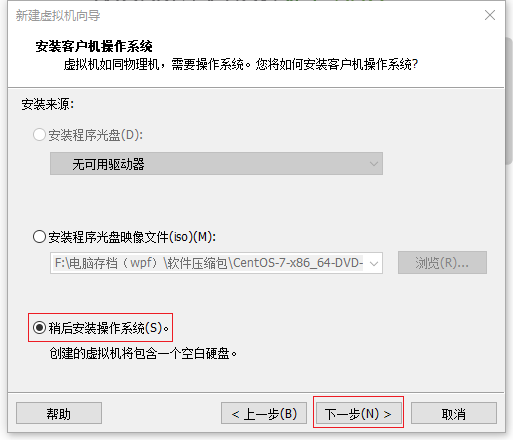 新建虚拟机向导
安装客户机操作系统
虚拟机如同物理机，需要操作系统。您将如何安装客户机操作系统?
安装来源:
安装程序光盘(D):
无可用驱动器
安装程序光盘映像文件(iso)(M):
F:\电脑存档（wpf）\软件压缩包\CentOS-7-x86_64-DVD-
浏览(R)...
稍后安装操作系统(S)。
创建的虚拟机将包含一个空白硬盘。
帮助
< 上一步(B)
下一步(N) >
取消